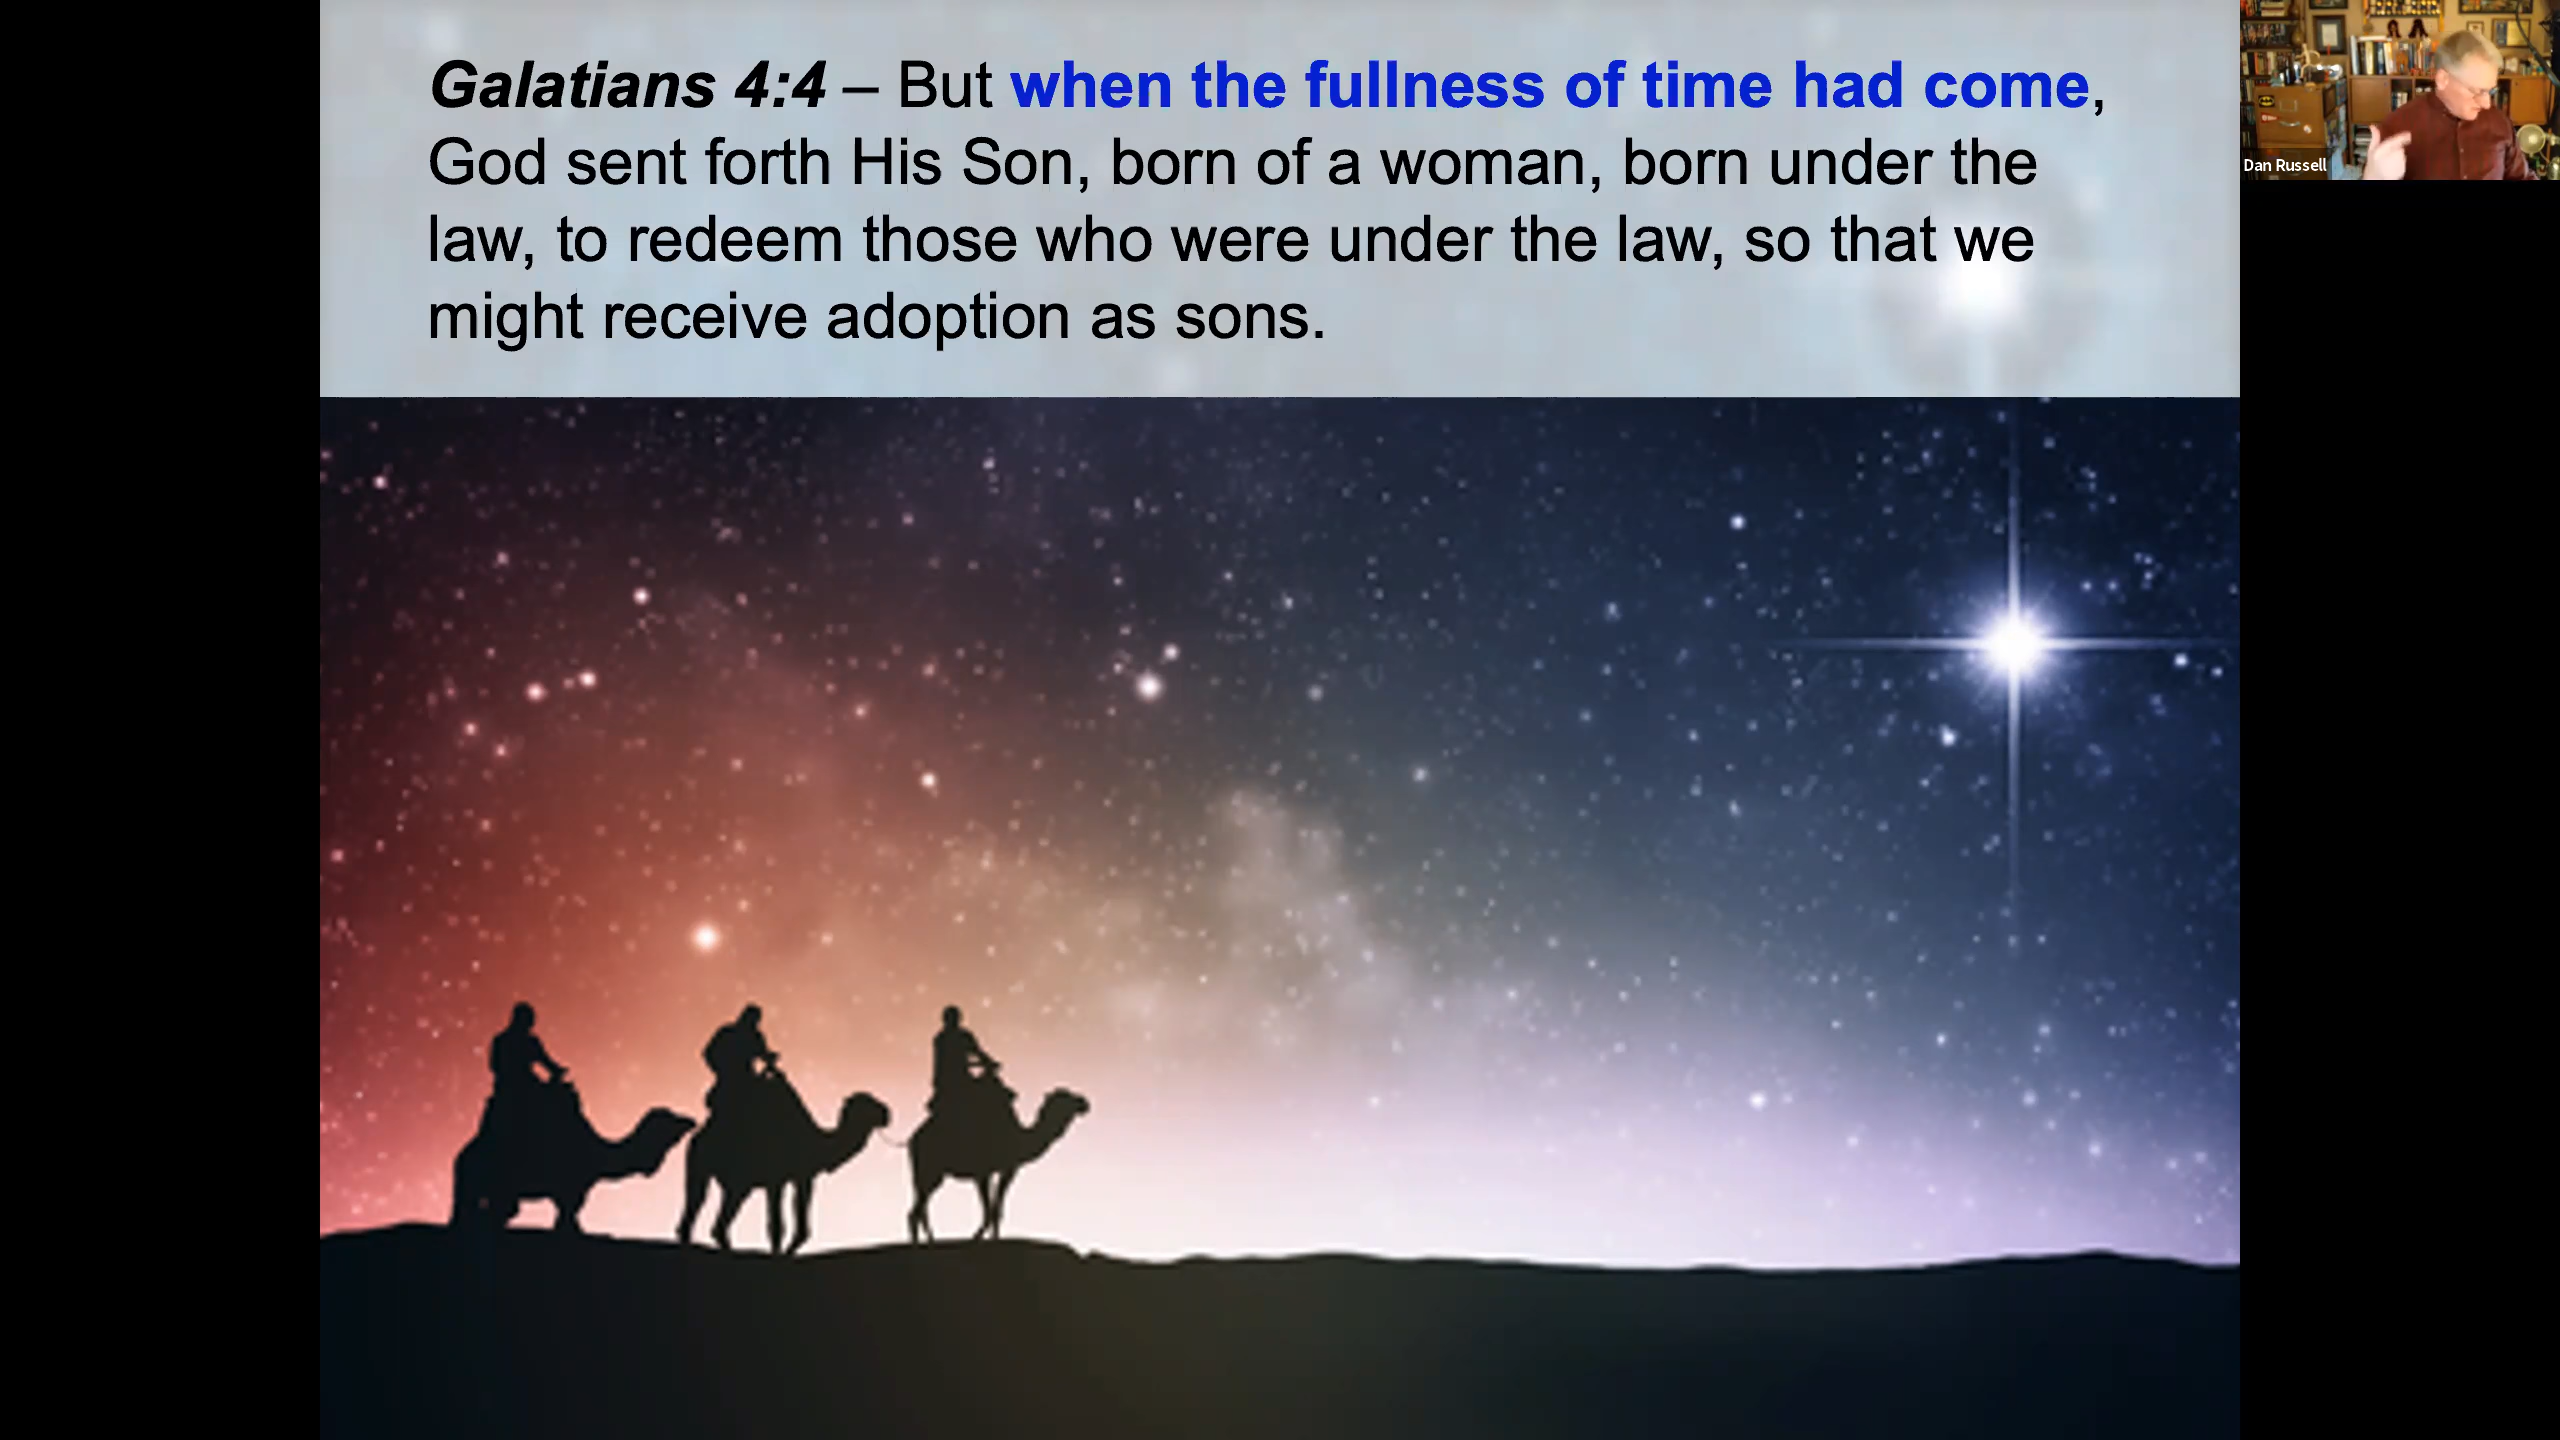 Galatians 4:4 – But when the fullness of time had come,
God sent forth His Son, born of a woman, born under the
law, to redeem those who were under the law, so that we
might receive adoption as sons.
Dan Russell